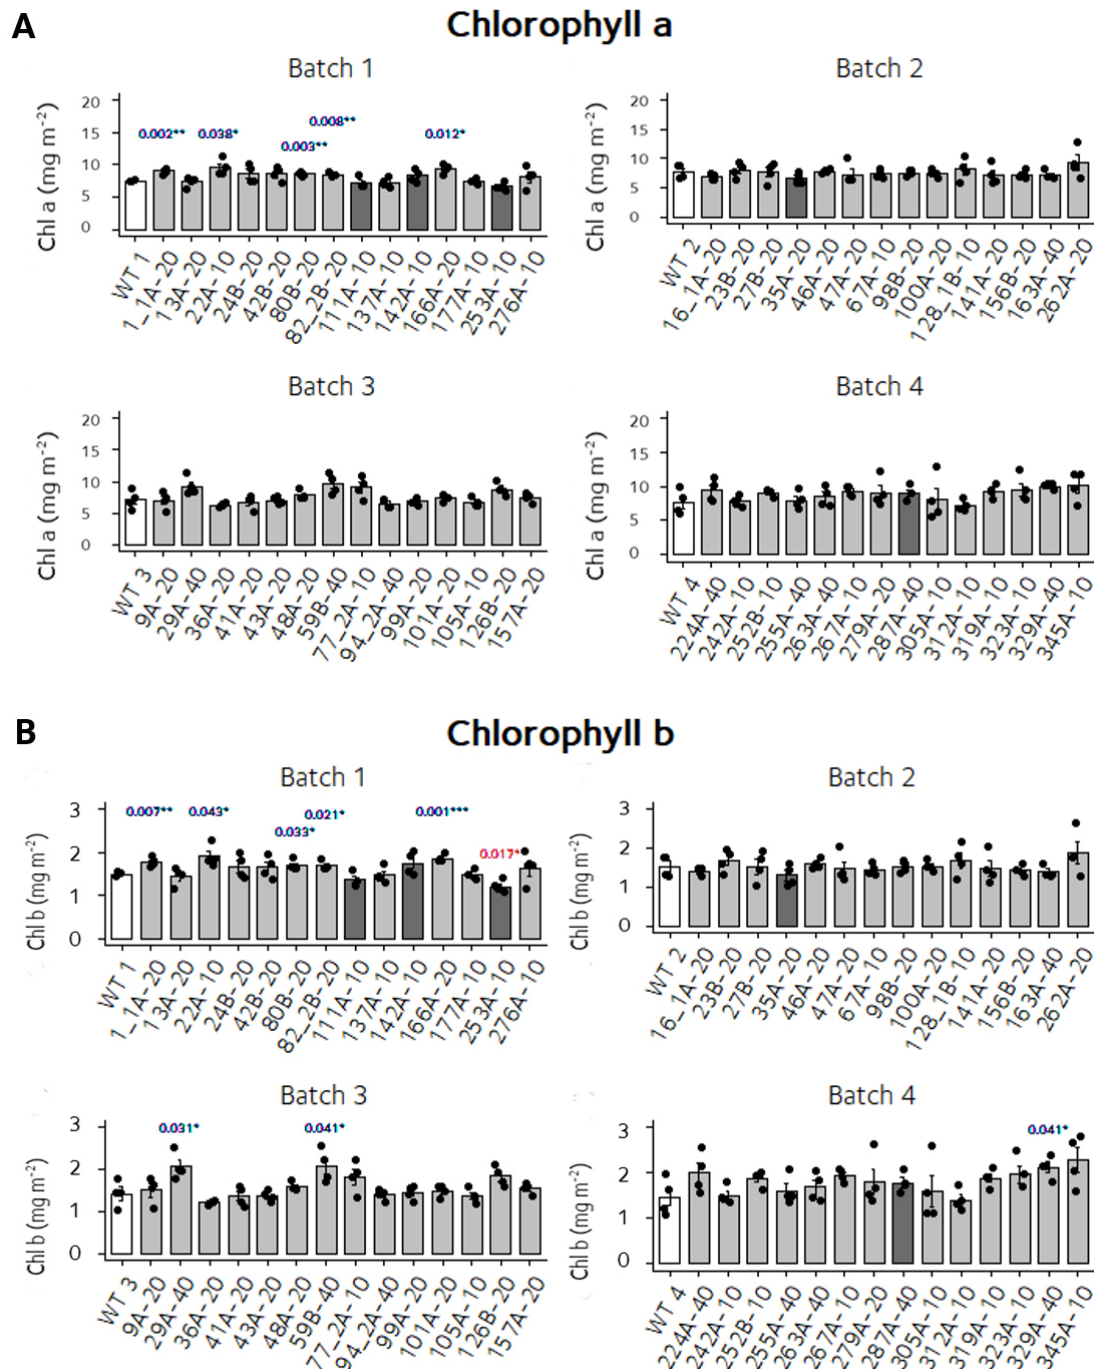 A
Chlorophyll a
Batch 1
Chl a (mg m⁻²)
20
15
10
5
0
0.002**
0.038*
0.003**
0.008**
0.012*
WT 1
1_1A-20
13A-20
22A-10
24B-20
42B-20
80B-20
82_2B-20
111A-10
137A-10
142A-10
166A-20
177A-10
253A-10
276A-10
Batch 2
Chl a (mg m⁻²)
20
15
10
5
0
WT 2
16_1A-20
23B-20
27B-20
35A-20
46A-20
47A-20
67A-10
98B-20
100A-20
128_1B-10
141A-20
156B-20
163A-40
262A-20
Batch 3
Chl a (mg m⁻²)
20
15
10
5
0
WT 3
9A-20
29A-40
36A-20
41A-20
43A-20
48A-20
59B-40
77_2A-10
94_2A-40
99A-20
101A-20
105A-10
126B-20
157A-20
Batch 4
Chl a (mg m⁻²)
20
15
10
5
0
WT 4
224A-40
242A-10
252B-10
255A-40
263A-40
267A-10
279A-20
287A-40
305A-10
312A-10
319A-10
323A-10
329A-40
345A-10
B
Chlorophyll b
Batch 1
Chl b (mg m⁻²)
3
2
1
0
0.007**
0.043*
0.033*
0.021*
0.001***
0.017*
WT 1
1_1A-20
13A-20
22A-10
24B-20
42B-20
80B-20
82_2B-20
111A-10
137A-10
142A-10
166A-20
177A-10
253A-10
276A-10
Batch 2
Chl b (mg m⁻²)
3
2
1
0
WT 2
16_1A-20
23B-20
27B-20
35A-20
46A-20
47A-20
67A-10
98B-20
100A-20
128_1B-10
141A-20
156B-20
163A-40
262A-20
Batch 3
Chl b (mg m⁻²)
3
2
1
0
0.031*
0.041*
WT 3
9A-20
29A-40
36A-20
41A-20
43A-20
48A-20
59B-40
77_2A-10
94_2A-40
99A-20
101A-20
105A-10
126B-20
157A-20
Batch 4
Chl b (mg m⁻²)
3
2
1
0
0.041*
WT 4
224A-40
242A-10
252B-10
255A-40
263A-40
267A-10
279A-20
287A-40
305A-10
312A-10
319A-10
323A-10
329A-40
345A-10